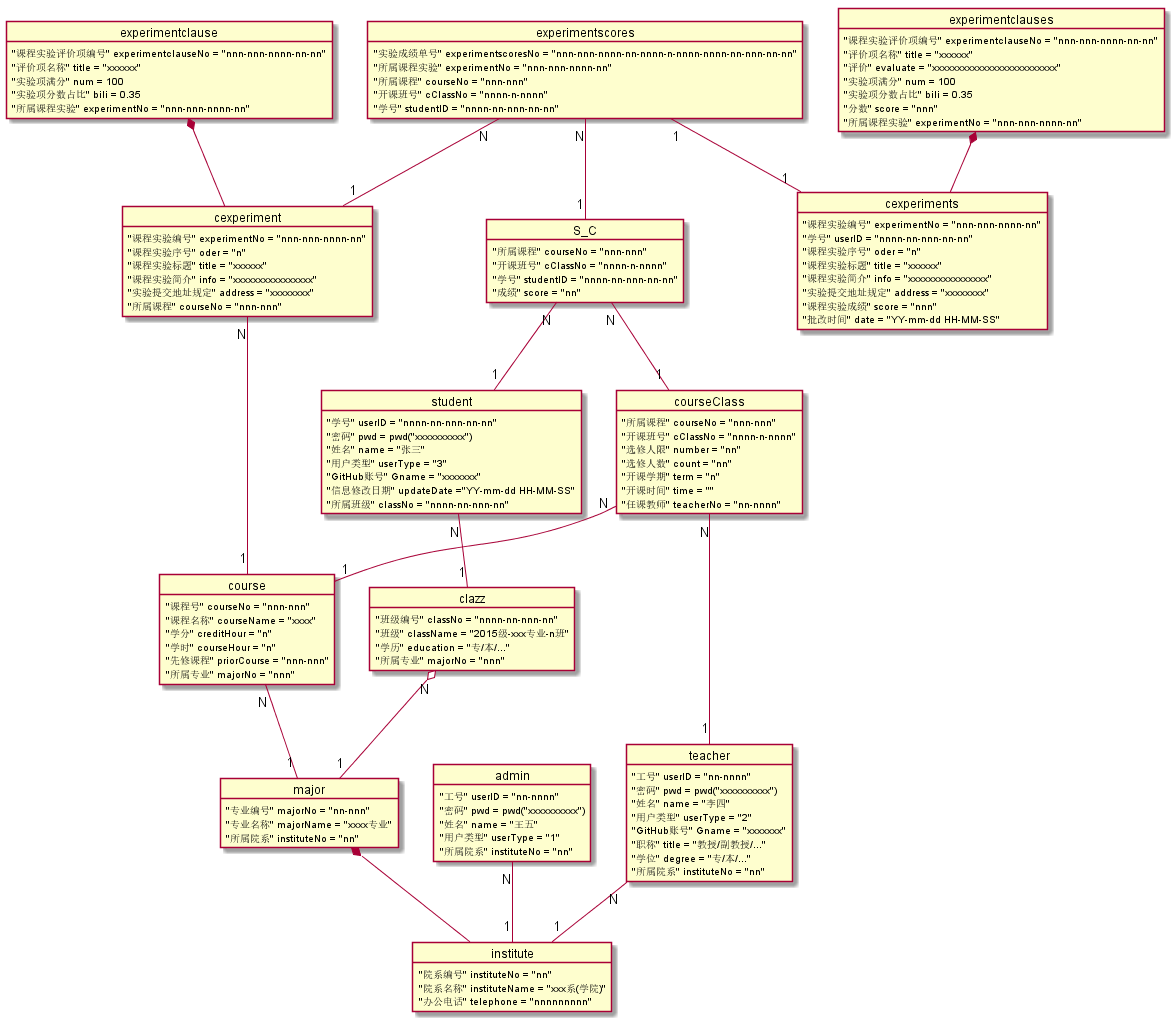 experimentclause
"课程实验评价项编号" experimentclauseNo = "nnn-nnn-nnnn-nn-nn"
"评价项名称" title = "xxxxxx"
"实验项满分" num = 100
"实验项分数占比" bili = 0.35
"所属课程实验" experimentNo = "nnn-nnn-nnnn-nn"
experimentscores
"实验成绩单号" experimentscoresNo = "nnn-nnn-nnnn-nn-nnnn-n-nnnn-nnnn-nn-nnn-nn-nn"
"所属课程实验" experimentNo = "nnn-nnn-nnnn-nn"
"所属课程" courseNo = "nnn-nnn"
"开课班号" cClassNo = "nnnn-n-nnnn"
"学号" studentID = "nnnn-nn-nnn-nn-nn"
experimentclauses
"课程实验评价项编号" experimentclauseNo = "nnn-nnn-nnnn-nn-nn"
"评价项名称" title = "xxxxxx"
"评价" evaluate = "xxxxxxxxxxxxxxxxxxxxxxxxxx"
"实验项满分" num = 100
"实验项分数占比" bili = 0.35
"分数" score = "nnn"
"所属课程实验" experimentNo = "nnn-nnn-nnnn-nn"
N
N
1
1
1
1
cexperiment
"课程实验编号" experimentNo = "nnn-nnn-nnnn-nn"
"课程实验序号" oder = "n"
"课程实验标题" title = "xxxxxx"
"课程实验简介" info = "xxxxxxxxxxxxxxxxx"
"实验提交地址规定" address = "xxxxxxxx"
"所属课程" courseNo = "nnn-nnn"
S_C
"所属课程" courseNo = "nnn-nnn"
"开课班号" cClassNo = "nnnn-n-nnnn"
"学号" studentID = "nnnn-nn-nnn-nn-nn"
"成绩" score = "nn"
cexperiments
"课程实验编号" experimentNo = "nnn-nnn-nnnn-nn"
"学号" userID = "nnnn-nn-nnn-nn-nn"
"课程实验序号" oder = "n"
"课程实验标题" title = "xxxxxx"
"课程实验简介" info = "xxxxxxxxxxxxxxxxx"
"实验提交地址规定" address = "xxxxxxxx"
"课程实验成绩" score = "nnn"
"批改时间" date = "YY-mm-dd HH-MM-SS"
N
N
N
1
1
student
"学号" userID = "nnnn-nn-nnn-nn-nn"
"密码" pwd = pwd("xxxxxxxxxx")
"姓名" name = "张三"
"用户类型" userType = "3"
"GitHub账号" Gname = "xxxxxxx"
"信息修改日期" updateDate ="YY-mm-dd HH-MM-SS"
"所属班级" classNo = "nnnn-nn-nnn-nn"
courseClass
"所属课程" courseNo = "nnn-nnn"
"开课班号" cClassNo = "nnnn-n-nnnn"
"选修人限" number = "nn"
"选修人数" count = "nn"
"开课学期" term = "n"
"开课时间" time = ""
"任课教师" teacherNo = "nn-nnnn"
N
N
N
1
1
1
course
"课程号" courseNo = "nnn-nnn"
"课程名称" courseName = "xxxx"
"学分" creditHour = "n"
"学时" courseHour = "n"
"先修课程" priorCourse = "nnn-nnn"
"所属专业" majorNo = "nnn"
clazz
"班级编号" classNo = "nnnn-nn-nnn-nn"
"班级" className = "2015级-xxx专业-n班"
"学历" education = "专/本/..."
"所属专业" majorNo = "nnn"
N
N
1
1
1
major
"专业编号" majorNo = "nn-nnn"
"专业名称" majorName = "xxxx专业"
"所属院系" instituteNo = "nn"
admin
"工号" userID = "nn-nnnn"
"密码" pwd = pwd("xxxxxxxxxx")
"姓名" name = "王五"
"用户类型" userType = "1"
"所属院系" instituteNo = "nn"
teacher
"工号" userID = "nn-nnnn"
"密码" pwd = pwd("xxxxxxxxxx")
"姓名" name = "李四"
"用户类型" userType = "2"
"GitHub账号" Gname = "xxxxxxx"
"职称" title = "教授/副教授/..."
"学位" degree = "专/本/..."
"所属院系" instituteNo = "nn"
N
N
1
1
institute
"院系编号" instituteNo = "nn"
"院系名称" instituteName = "xxx系(学院)"
"办公电话" telephone = "nnnnnnnnn"